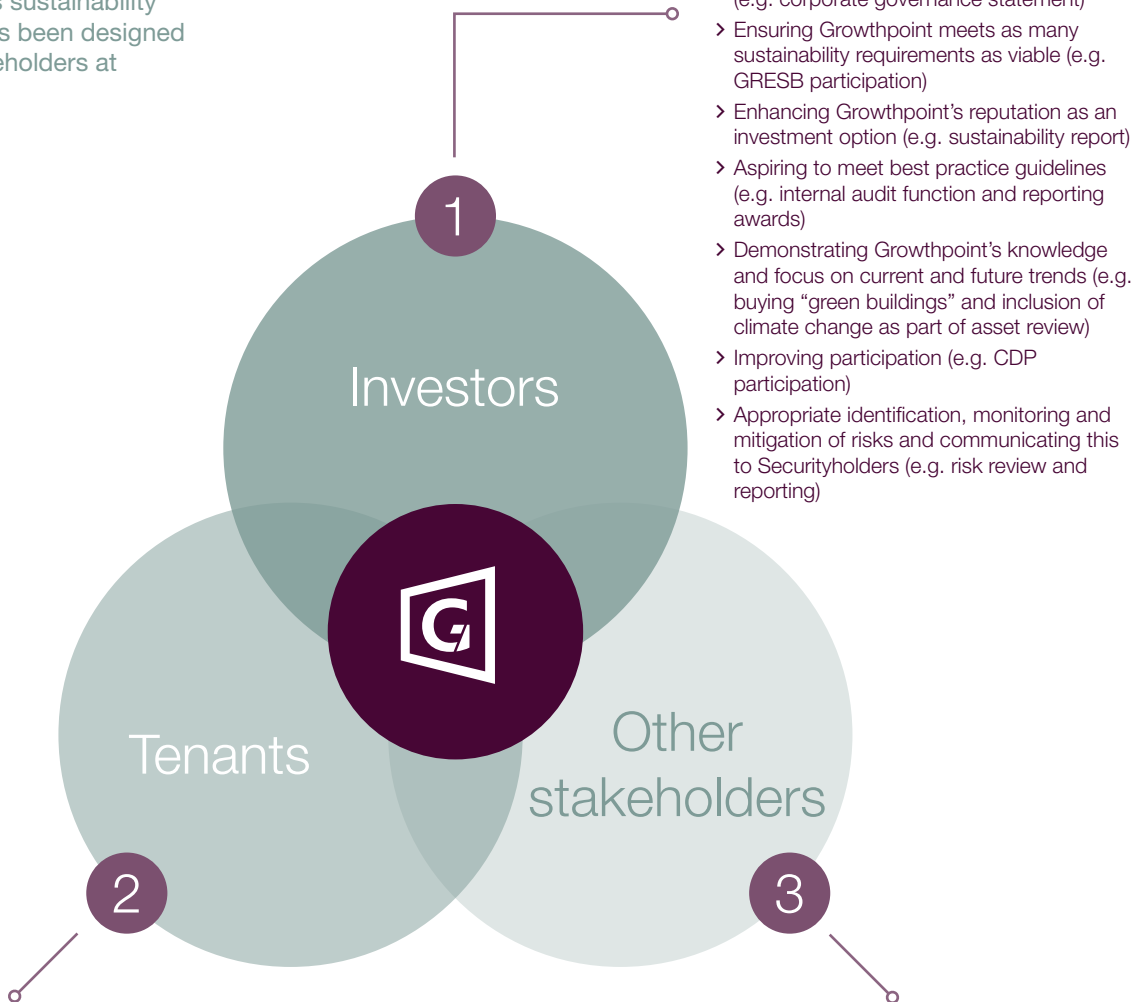 s sustainability
s been designed
eholders at
(e.g. corporate governance statement)
> Ensuring Growthpoint meets as many
sustainability requirements as viable (e.g.
GRESB participation)
> Enhancing Growthpoint’s reputation as an
investment option (e.g. sustainability report)
> Aspiring to meet best practice guidelines
(e.g. internal audit function and reporting
awards)
> Demonstrating Growthpoint’s knowledge
and focus on current and future trends (e.g.
buying “green buildings” and inclusion of
climate change as part of asset review)
> Improving participation (e.g. CDP
participation)
> Appropriate identification, monitoring and
mitigation of risks and communicating this
to Securityholders (e.g. risk review and
reporting)
1
Investors
G
Tenants
Other
stakeholders
2
3